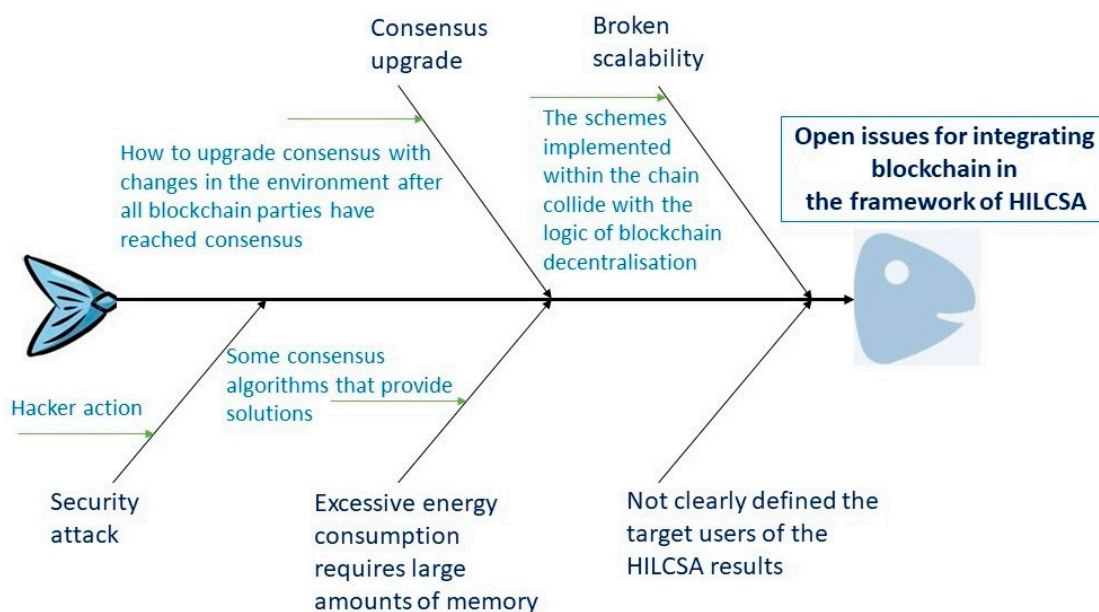 Consensus
upgrade
Broken
scalability
How to upgrade consensus with
changes in the environment after
all blockchain parties have
reached consensus
The schemes
implemented
within the chain
collide with the
logic of blockchain
decentralisation
Open issues for integrating
blockchain in
the framework of HILCSA
Hacker action
Some consensus
algorithms that provide
solutions
Security
attack
Excessive energy
consumption
requires large
amounts of memory
Not clearly defined the
target users of the
HILCSA results